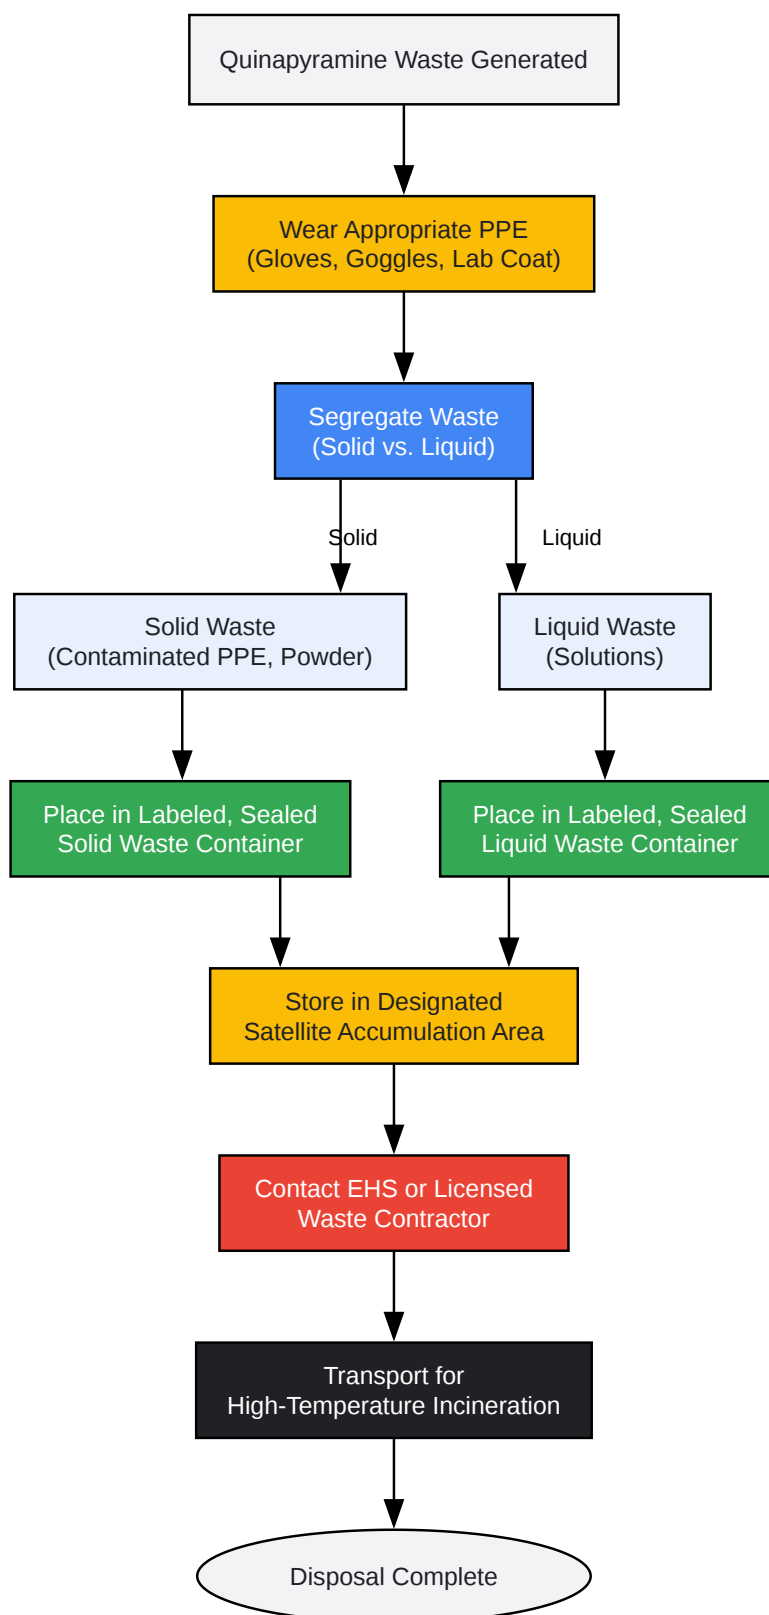 Quinapyramine Waste Generated
Wear Appropriate PPE
(Gloves, Goggles, Lab Coat)
Segregate Waste
(Solid vs. Liquid)
Solid
Liquid
Solid Waste
(Contaminated PPE, Powder)
Liquid Waste
(Solutions)
Place in Labeled, Sealed
Solid Waste Container
Place in Labeled, Sealed
Liquid Waste Container
Store in Designated
Satellite Accumulation Area
Contact EHS or Licensed
Waste Contractor
Transport for
High-Temperature Incineration
Disposal Complete